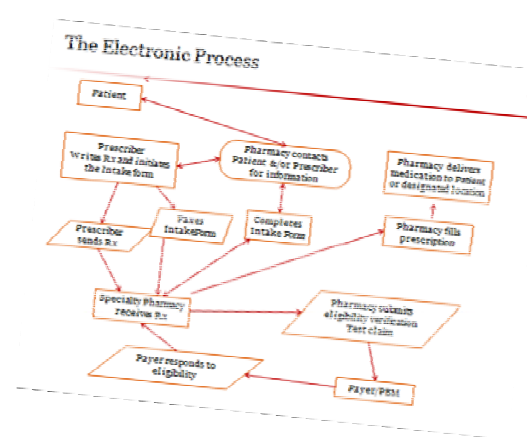 The Electronic Process
Patient
Prescriber
Writes Rx and initiates
the Intake form
Pharmacy contacts
Patient &/or Prescriber
for information
Pharmacy delivers
medication to Patient
or designated location
Prescriber
sends Rx
Faxes
IntakeForm
Completes
Intake Form
Pharmacy fills
prescription
Specialty Pharmacy
receives Rx
Pharmacy submits
eligibility verification
Test claim
Payer responds to
eligibility
Payer/PBM